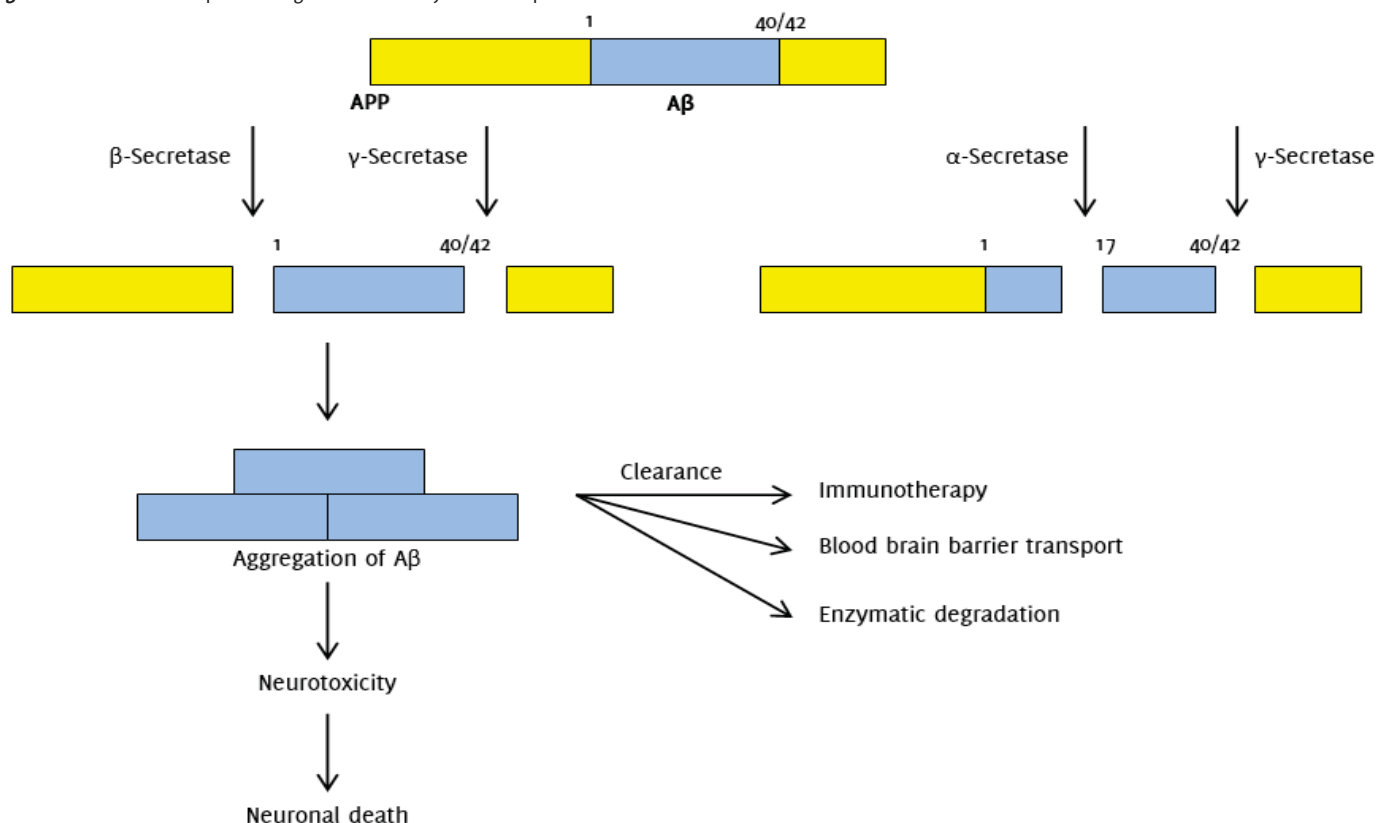 1 40/42
APP Aβ
β-Secretase γ-Secretase α-Secretase γ-Secretase
1 40/42 1 17 40/42
Clearance
Immunotherapy
Blood brain barrier transport
Aggregation of Aβ
Enzymatic degradation
Neurotoxicity
Neuronal death